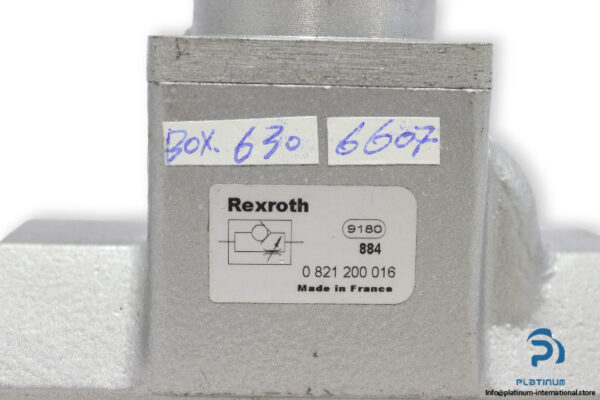 BOX. 630 6607
Rexroth
9180
884
0 821 200 016
Made in France
PLATINUM
info@platinum-international.store